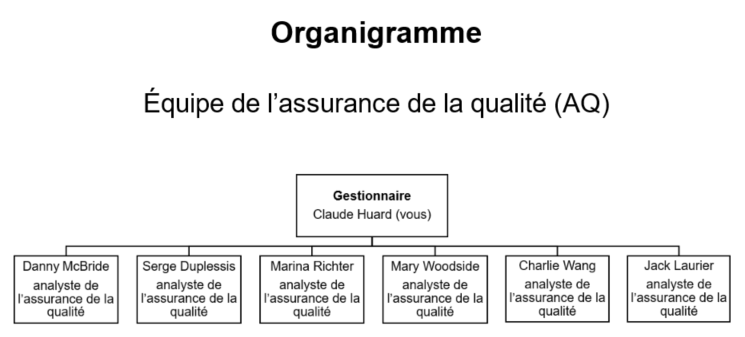 Organigramme
Équipe de l’assurance de la qualité (AQ)
Gestionnaire
Claude Huard (vous)
Danny McBride
analyste de
l’assurance de la
qualité
Serge Duplessis
analyste de
l’assurance de la
qualité
Marina Richter
analyste de
l’assurance de la
qualité
Mary Woodside
analyste de
l’assurance de la
qualité
Charlie Wang
analyste de
l’assurance de la
qualité
Jack Laurier
analyste de
l’assurance de la
qualité